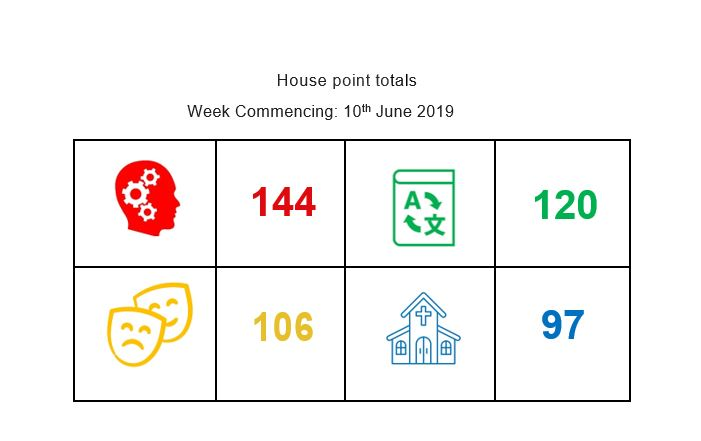 House point totals
Week Commencing: 10th June 2019
144
A
文
120
106
97